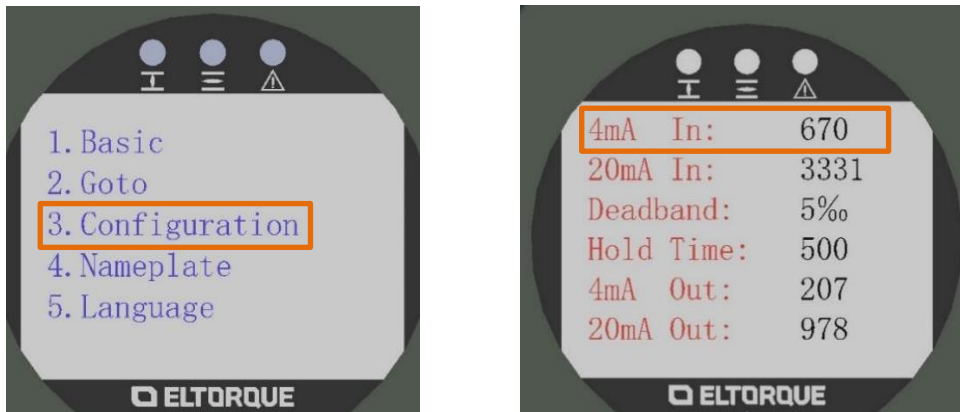 1.Basic
2.Goto
3.Configuration
4.Nameplate
5.Language
ELTORQUE
4mA In: 670
20mA In: 3331
Deadband: 5‰
Hold Time: 500
4mA Out: 207
20mA Out: 978
ELTORQUE